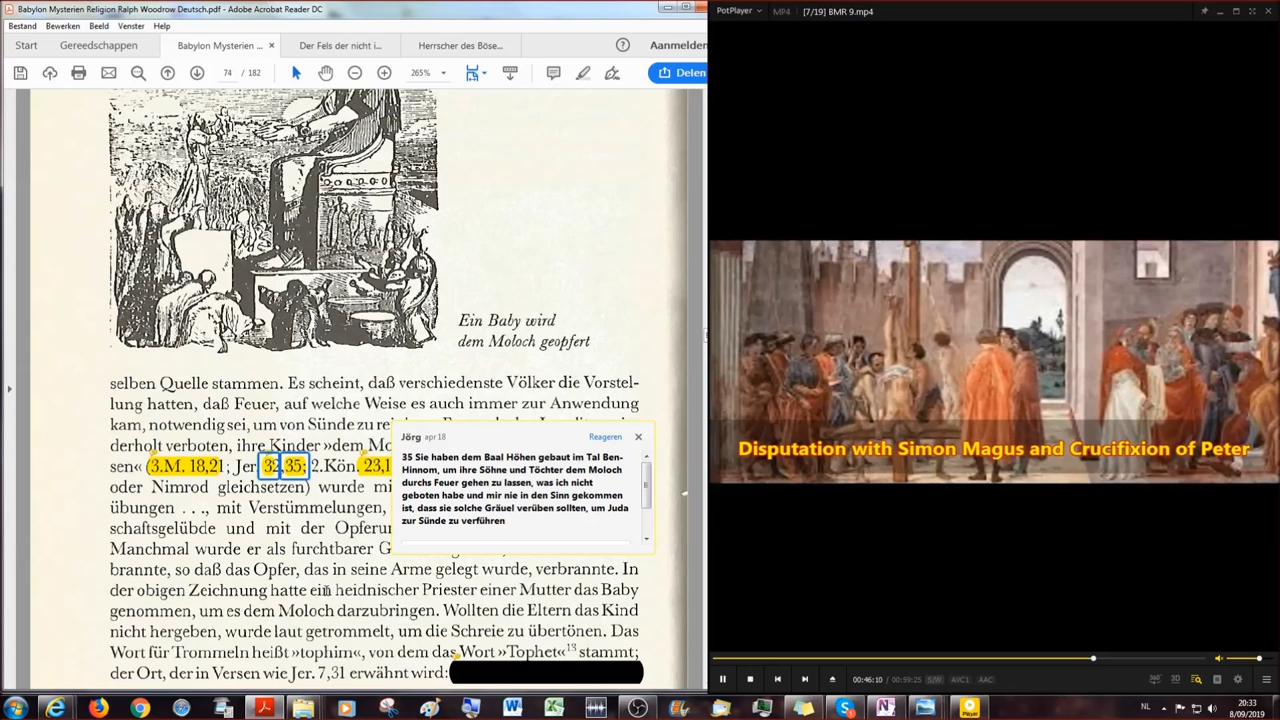 Babylon Mysterien Religion Ralph Woodrow Deutsch.pdf - Adobe Acrobat Reader DC
Bestand Bewerken Beeld Venster Help
Start Gereedschappen Babylon Mysterien ... × Der Fels der nicht i... Herrscher des Böse... Aanmelden
74 / 182 265% Delen
Ein Baby wird
dem Moloch geopfert
selben Quelle stammen. Es scheint, daß verschiedenste Völker die Vorstel-
lung hatten, daß Feuer, auf welche Weise es auch immer zur Anwendung
kam, notwendig sei, um von Sünde zu
derholt verboten, ihre Kinder »dem
sen« (3.M. 18,21; Jer 32,35; 2.Kön. 23,1
oder Nimrod gleichsetzen) wurde
übungen . . ., mit Verstümmelungen,
schaftsgelübde und mit der
Manchmal wurde er als furchtbarer
brannte, so daß das Opfer, das in seine Arme gelegt wurde, verbrannte. In
der obigen Zeichnung hatte ein heidnischer Priester einer Mutter das Baby
genommen, um es dem Moloch darzubringen. Wollten die Eltern das Kind
nicht hergeben, wurde laut getrommelt, um die Schreie zu übertönen. Das
Wort für Trommeln heißt »tophim«, von dem das Wort »Tophet«13 stammt;
der Ort, der in Versen wie Jer. 7,31 erwähnt wird:
Jörg apr 18 Reageren
35 Sie haben dem Baal Höhen gebaut im Tal Ben-
Hinnom, um ihre Söhne und Töchter dem Moloch
durchs Feuer gehen zu lassen, was ich nicht
geboten habe und mir nie in den Sinn gekommen
ist, dass sie solche Gräuel verüben sollten, um Juda
zur Sünde zu verführen
PotPlayer MP4 [7/19] BMR 9.mp4
Disputation with Simon Magus and Crucifixion of Peter
00:46:10 / 00:59:25 S/W AVC1 AAC
NL 20:33
8/09/2019